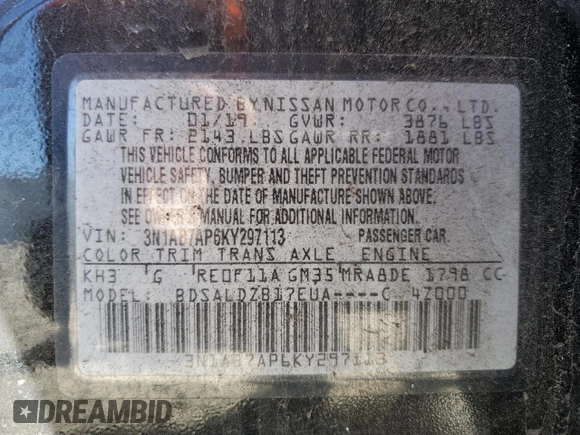 MANUFACTURED BY NISSAN MOTOR CO., LTD.
DATE: 01/19 GVWR: 3876 LBS
GAWR FR: 2143 LBS GAWR RR: 1881 LBS
THIS VEHICLE CONFORMS TO ALL APPLICABLE FEDERAL MOTOR
VEHICLE SAFETY, BUMPER AND THEFT PREVENTION STANDARDS
IN EFFECT ON THE DATE OF MANUFACTURE SHOWN ABOVE.
SEE OWNER'S MANUAL FOR ADDITIONAL INFORMATION.
VIN: 3N1AB7AP6KY297113 PASSENGER CAR
COLOR TRIM TRANS AXLE ENGINE
KH3 G RE0F11A GM35 MRA8DE 1798 CC
MODEL: BDSALDZB17EUA----C 4Z000
3N1AB7AP6KY297113
DREAMBID